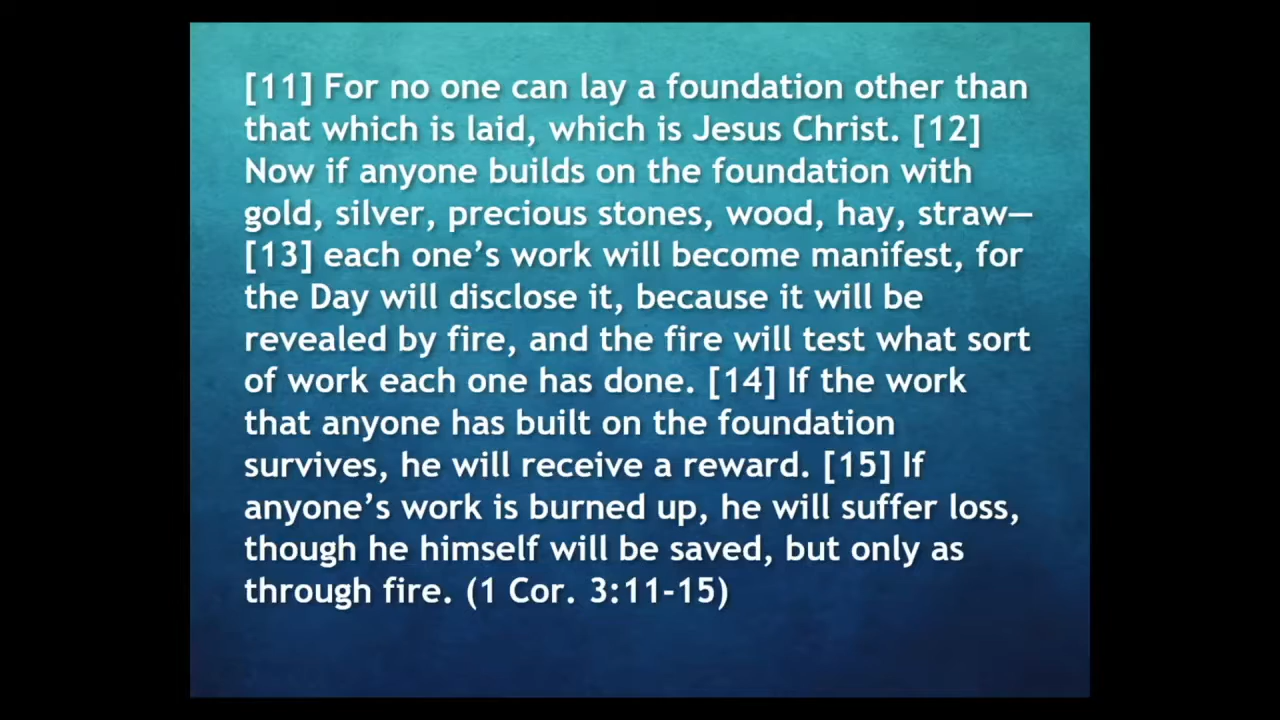 [11] For no one can lay a foundation other than
that which is laid, which is Jesus Christ. [12]
Now if anyone builds on the foundation with
gold, silver, precious stones, wood, hay, straw—
[13] each one’s work will become manifest, for
the Day will disclose it, because it will be
revealed by fire, and the fire will test what sort
of work each one has done. [14] If the work
that anyone has built on the foundation
survives, he will receive a reward. [15] If
anyone’s work is burned up, he will suffer loss,
though he himself will be saved, but only as
through fire. (1 Cor. 3:11-15)